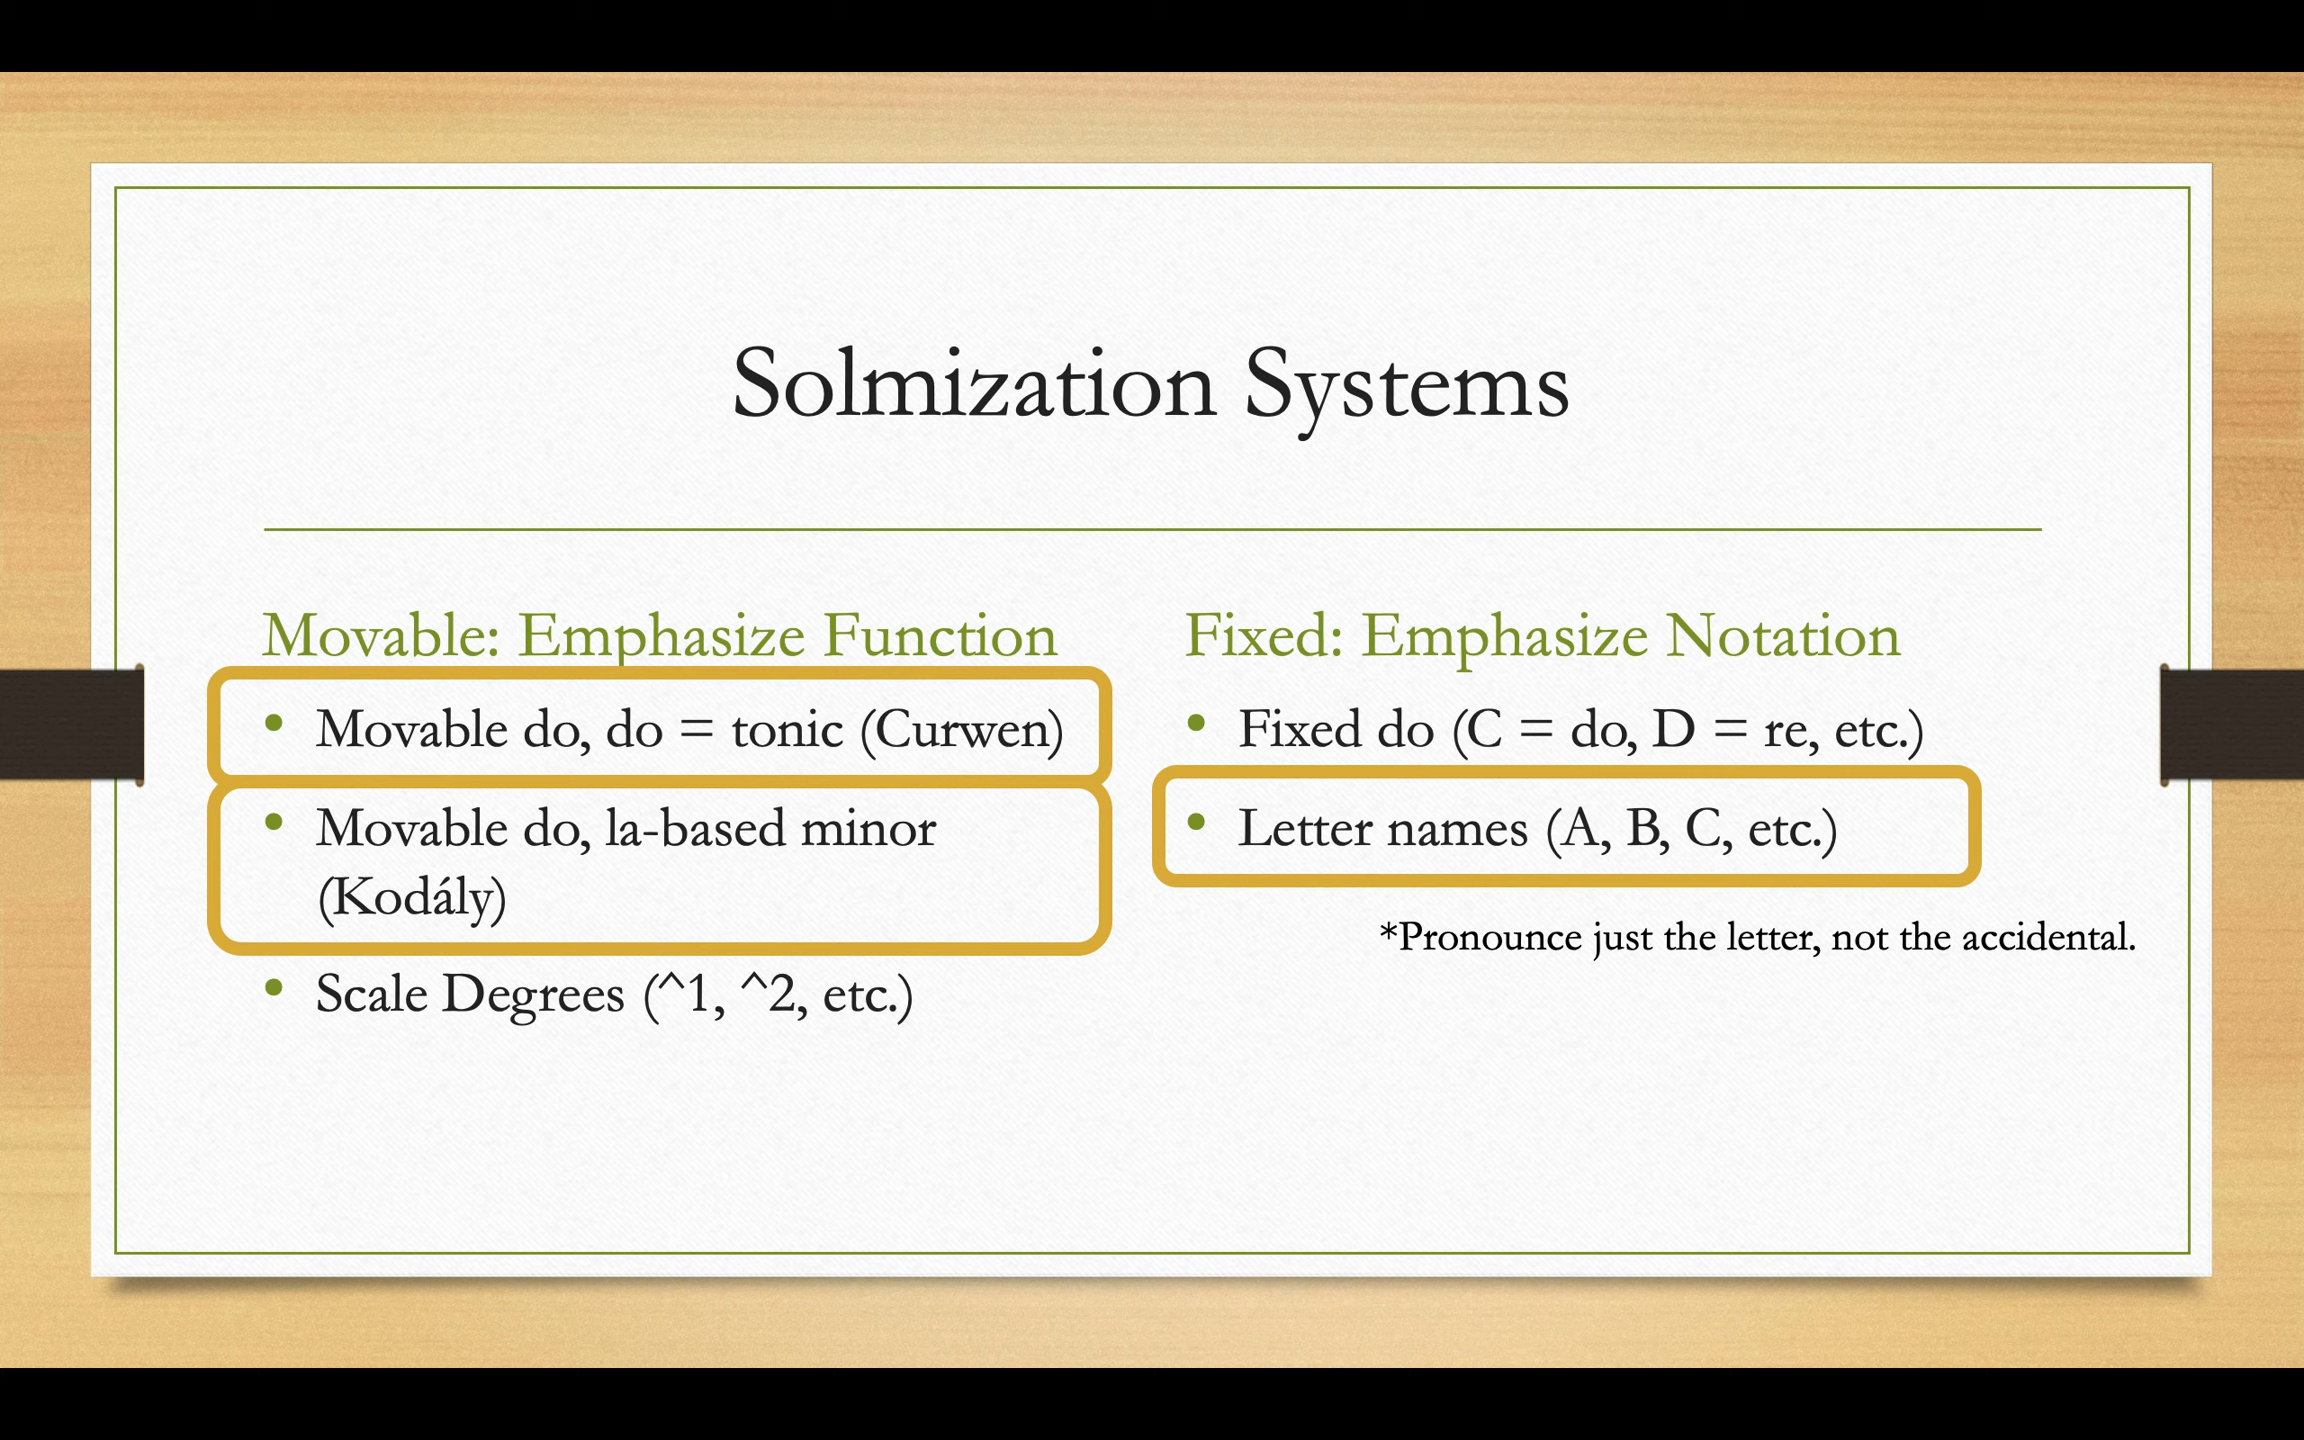 Solmization Systems
Movable: Emphasize Function
• Movable do, do = tonic (Curwen)
• Movable do, la-based minor
(Kodály)
• Scale Degrees (^1, ^2, etc.)
Fixed: Emphasize Notation
• Fixed do (C = do, D = re, etc.)
• Letter names (A, B, C, etc.)
*Pronounce just the letter, not the accidental.